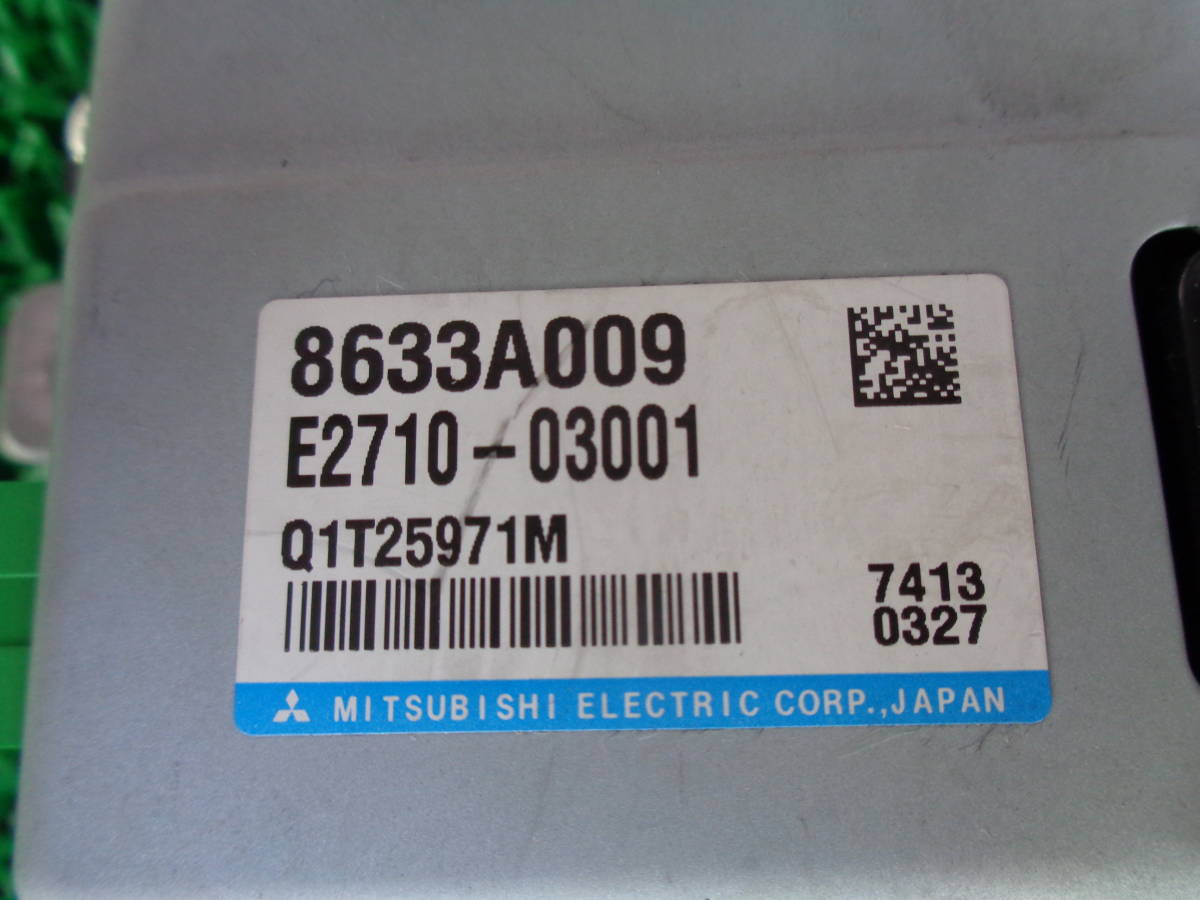 8633A009
E2710-03001
Q1T25971M
7413
0327
MITSUBISHI ELECTRIC CORP.,JAPAN